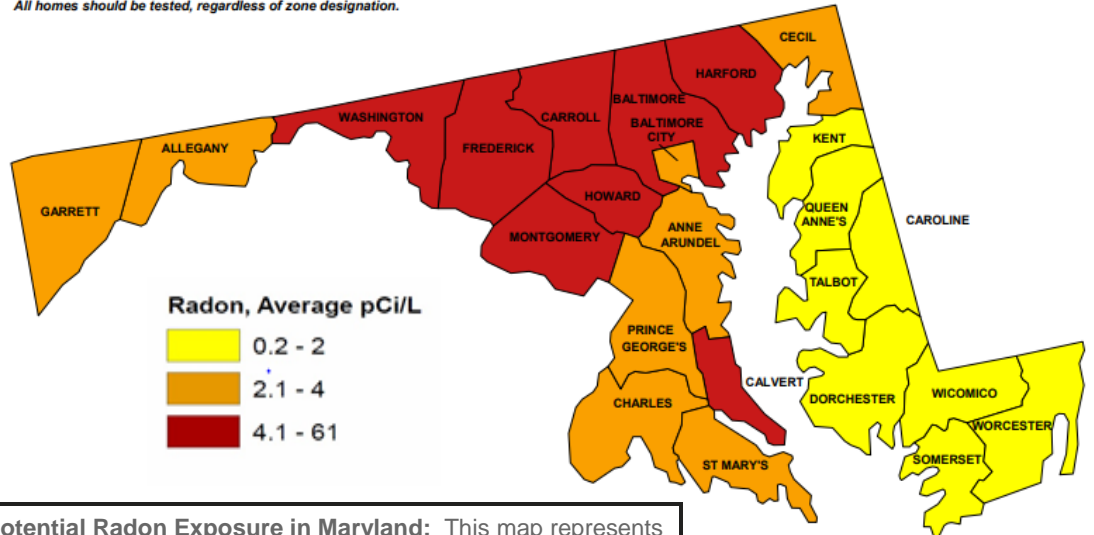 All homes should be tested, regardless of zone designation.
CECIL
HARFORD
BALTIMORE
WASHINGTON
CARROLL
BALTIMORE
CITY
KENT
ALLEGANY
FREDERICK
HOWARD
GARRETT
QUEEN
ANNE'S
CAROLINE
ANNE
ARUNDEL
MONTGOMERY
TALBOT
Radon, Average pCi/L
0.2 - 2
2.1 - 4
4.1 - 61
PRINCE
GEORGE'S
CALVERT
CHARLES
DORCHESTER
WICOMICO
WORCESTER
SOMERSET
ST MARY'S
otential Radon Exposure in Maryland: This map represents